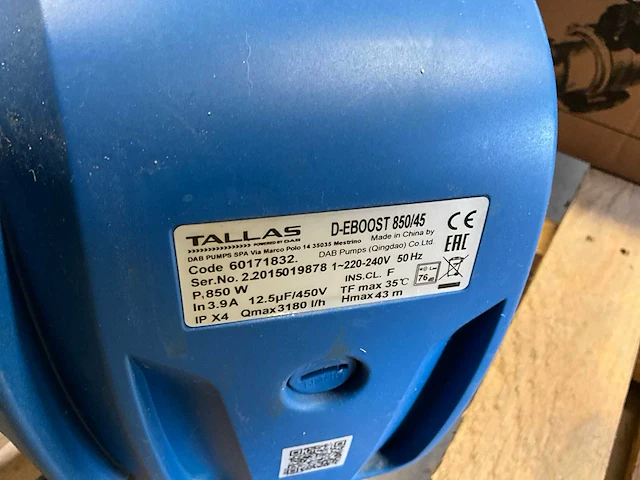 TALLAS D-EBOOST 850/45
POWERED BY DAB
DAB PUMPS SPA Via Marco Polo 14 35035 Mestrino Made in China by
DAB Pumps (Qingdao) Co.Ltd.
Code 60171832.
Ser.No.2.2015019878 1~220-240V 50 Hz
P1 850 W INS.CL. F
In 3.9A 12.5µF/450V TF max 35℃
IP X4 Qmax3180 l/h Hmax 43 m
CE
EAC
76